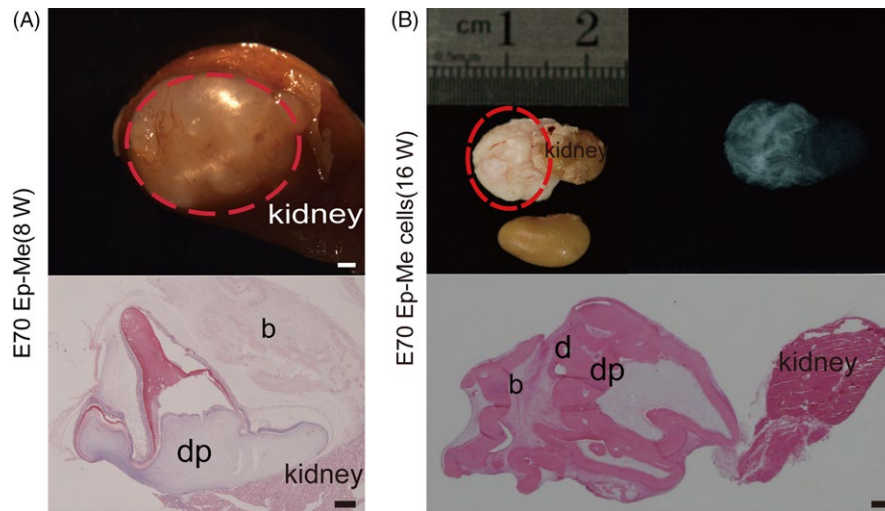 (A)
E70 Ep-Me(8 W)
kidney
b
dp
kidney
(B)
E70 Ep-Me cells(16 W)
cm 1 2
0.5mm
kidney
d
b
dp
kidney